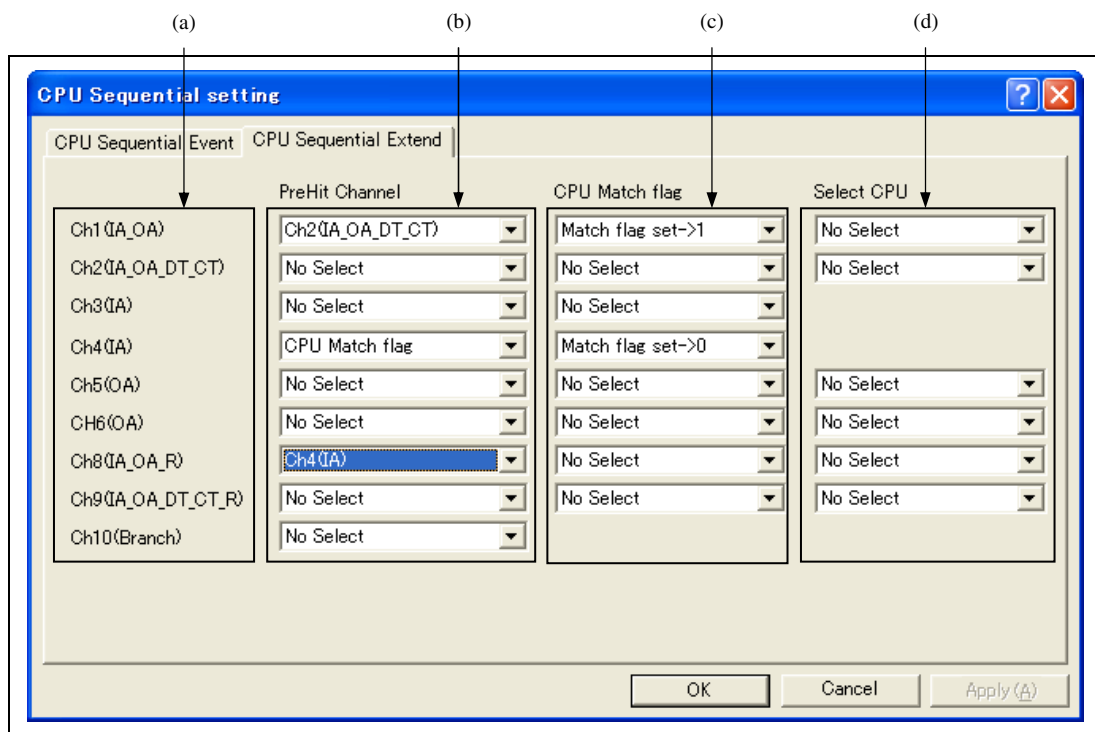 (a) (b) (c) (d)
CPU Sequential setting
CPU Sequential Event CPU Sequential Extend
PreHit Channel CPU Match flag Select CPU
Ch1(IA_OA) Ch2(IA_OA_DT_CT) Match flag set->1 No Select
Ch2(IA_OA_DT_CT) No Select No Select No Select
Ch3(IA) No Select No Select
Ch4(IA) CPU Match flag Match flag set->0
Ch5(OA) No Select No Select No Select
CH6(OA) No Select No Select No Select
Ch8(IA_OA_R) Ch4(IA) No Select No Select
Ch9(IA_OA_DT_CT_R) No Select No Select No Select
Ch10(Branch) No Select
OK Cancel Apply(A)